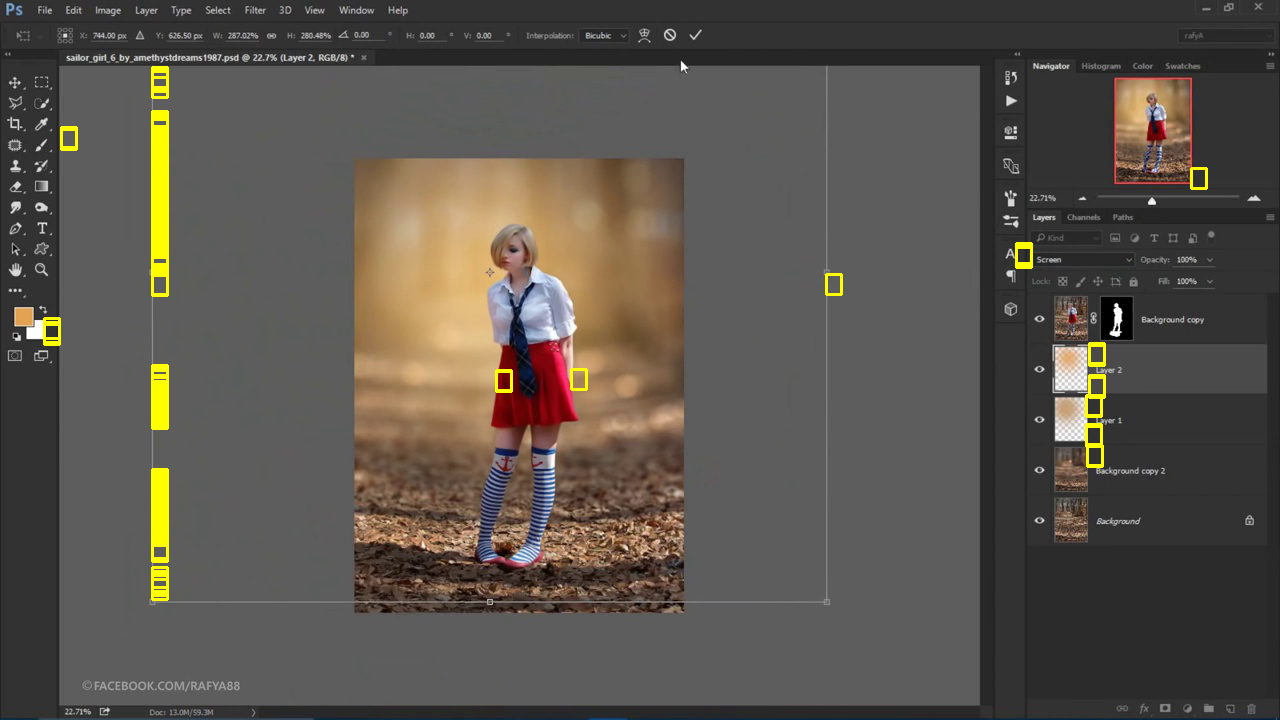 Ps File Edit Image Layer Type Select Filter 3D View Window Help
X: 744.00 px Y: 626.50 px W: 287.02% H: 280.48% 0.00 ° H: 0.00 ° V: 0.00 ° Interpolation: Bicubic rafyA
sailor_girl_6_by_amethystdreams1987.psd @ 22.7% (Layer 2, RGB/8) * ×
Navigator Histogram Color Swatches
22.71%
Layers Channels Paths
Kind
Screen Opacity: 100%
Lock: Fill: 100%
Background copy
Layer 2
Layer 1
Background copy 2
Background
©FACEBOOK.COM/RAFYA88
22.71% Doc: 13.0M/59.3M